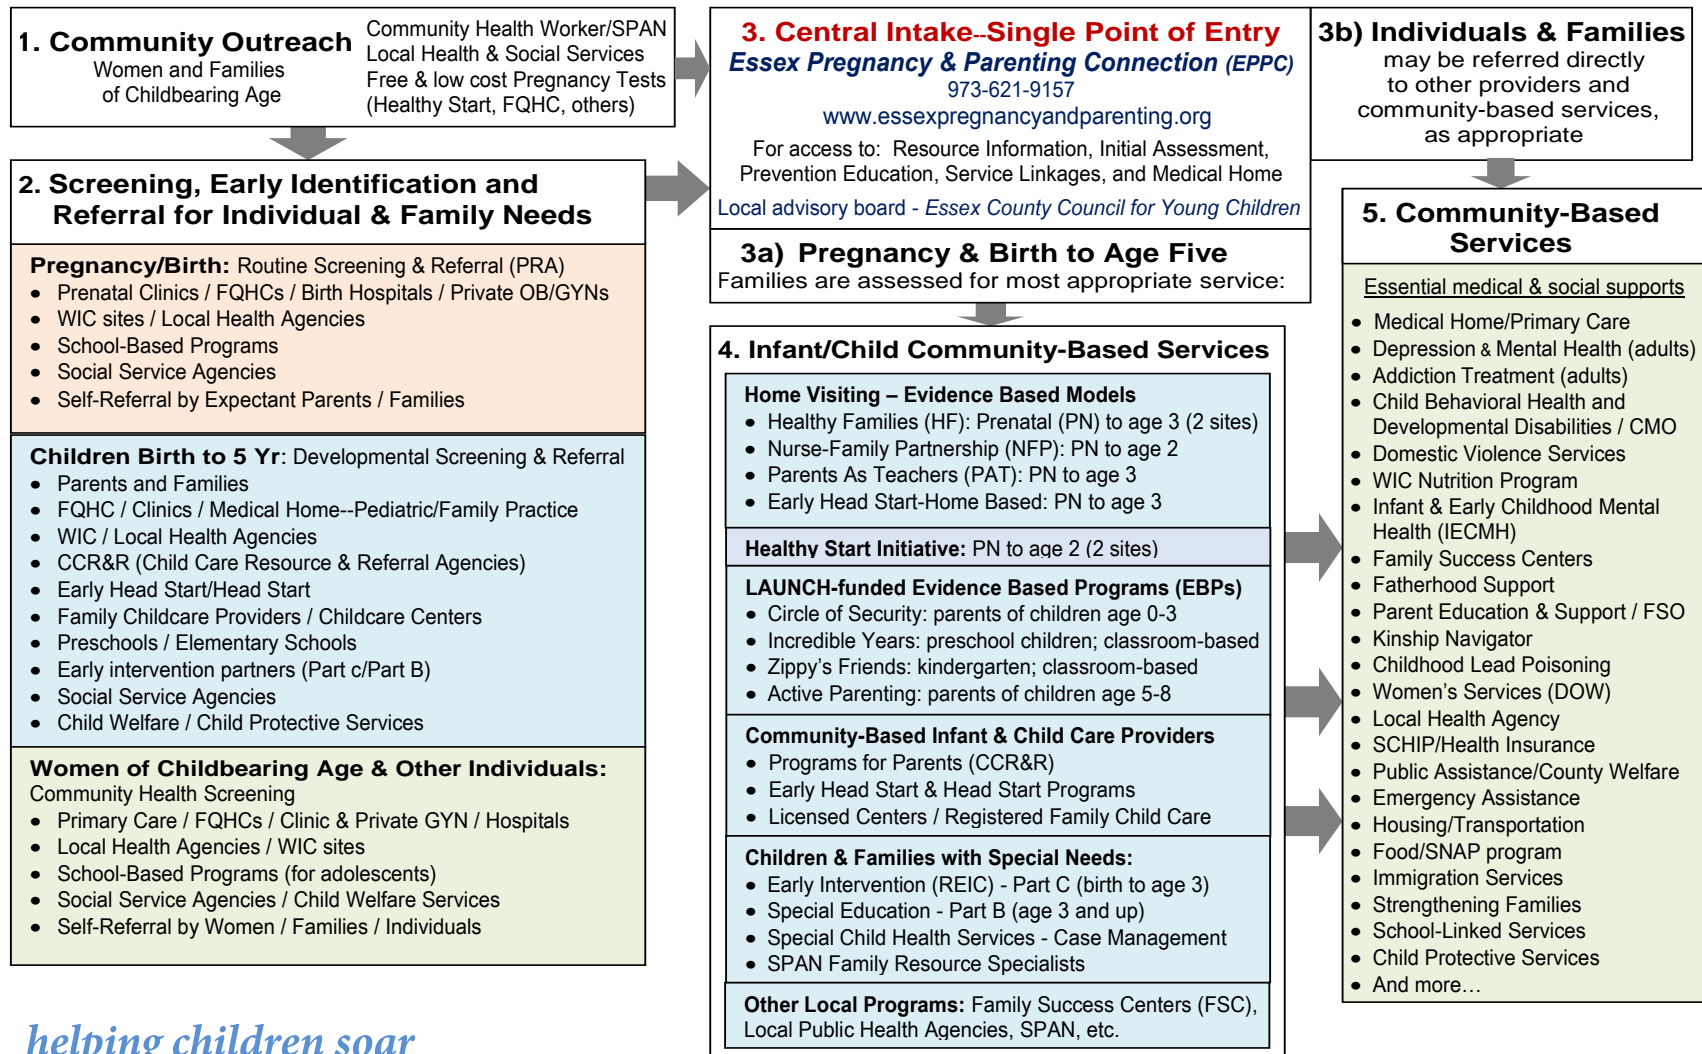 1. Community Outreach
Women and Families
of Childbearing Age
Community Health Worker/SPAN
Local Health & Social Services
Free & low cost Pregnancy Tests
(Healthy Start, FQHC, others)
2. Screening, Early Identification and
Referral for Individual & Family Needs
Pregnancy/Birth: Routine Screening & Referral (PRA)
• Prenatal Clinics / FQHCs / Birth Hospitals / Private OB/GYNs
• WIC sites / Local Health Agencies
• School-Based Programs
• Social Service Agencies
• Self-Referral by Expectant Parents / Families
Children Birth to 5 Yr: Developmental Screening & Referral
• Parents and Families
• FQHC / Clinics / Medical Home--Pediatric/Family Practice
• WIC / Local Health Agencies
• CCR&R (Child Care Resource & Referral Agencies)
• Early Head Start/Head Start
• Family Childcare Providers / Childcare Centers
• Preschools / Elementary Schools
• Early intervention partners (Part c/Part B)
• Social Service Agencies
• Child Welfare / Child Protective Services
Women of Childbearing Age & Other Individuals:
Community Health Screening
• Primary Care / FQHCs / Clinic & Private GYN / Hospitals
• Local Health Agencies / WIC sites
• School-Based Programs (for adolescents)
• Social Service Agencies / Child Welfare Services
• Self-Referral by Women / Families / Individuals
helping children soar
3. Central Intake--Single Point of Entry
Essex Pregnancy & Parenting Connection (EPPC)
973-621-9157
www.essexpregnancyandparenting.org
For access to: Resource Information, Initial Assessment,
Prevention Education, Service Linkages, and Medical Home
Local advisory board - Essex County Council for Young Children
3a) Pregnancy & Birth to Age Five
Families are assessed for most appropriate service:
4. Infant/Child Community-Based Services
Home Visiting – Evidence Based Models
• Healthy Families (HF): Prenatal (PN) to age 3 (2 sites)
• Nurse-Family Partnership (NFP): PN to age 2
• Parents As Teachers (PAT): PN to age 3
• Early Head Start-Home Based: PN to age 3
Healthy Start Initiative: PN to age 2 (2 sites)
LAUNCH-funded Evidence Based Programs (EBPs)
• Circle of Security: parents of children age 0-3
• Incredible Years: preschool children; classroom-based
• Zippy's Friends: kindergarten; classroom-based
• Active Parenting: parents of children age 5-8
Community-Based Infant & Child Care Providers
• Programs for Parents (CCR&R)
• Early Head Start & Head Start Programs
• Licensed Centers / Registered Family Child Care
Children & Families with Special Needs:
• Early Intervention (REIC) - Part C (birth to age 3)
• Special Education - Part B (age 3 and up)
• Special Child Health Services - Case Management
• SPAN Family Resource Specialists
Other Local Programs: Family Success Centers (FSC),
Local Public Health Agencies, SPAN, etc.
3b) Individuals & Families
may be referred directly
to other providers and
community-based services,
as appropriate
5. Community-Based
Services
Essential medical & social supports
• Medical Home/Primary Care
• Depression & Mental Health (adults)
• Addiction Treatment (adults)
• Child Behavioral Health and
Developmental Disabilities / CMO
• Domestic Violence Services
• WIC Nutrition Program
• Infant & Early Childhood Mental
Health (IECMH)
• Family Success Centers
• Fatherhood Support
• Parent Education & Support / FSO
• Kinship Navigator
• Childhood Lead Poisoning
• Women's Services (DOW)
• Local Health Agency
• SCHIP/Health Insurance
• Public Assistance/County Welfare
• Emergency Assistance
• Housing/Transportation
• Food/SNAP program
• Immigration Services
• Strengthening Families
• School-Linked Services
• Child Protective Services
• And more…